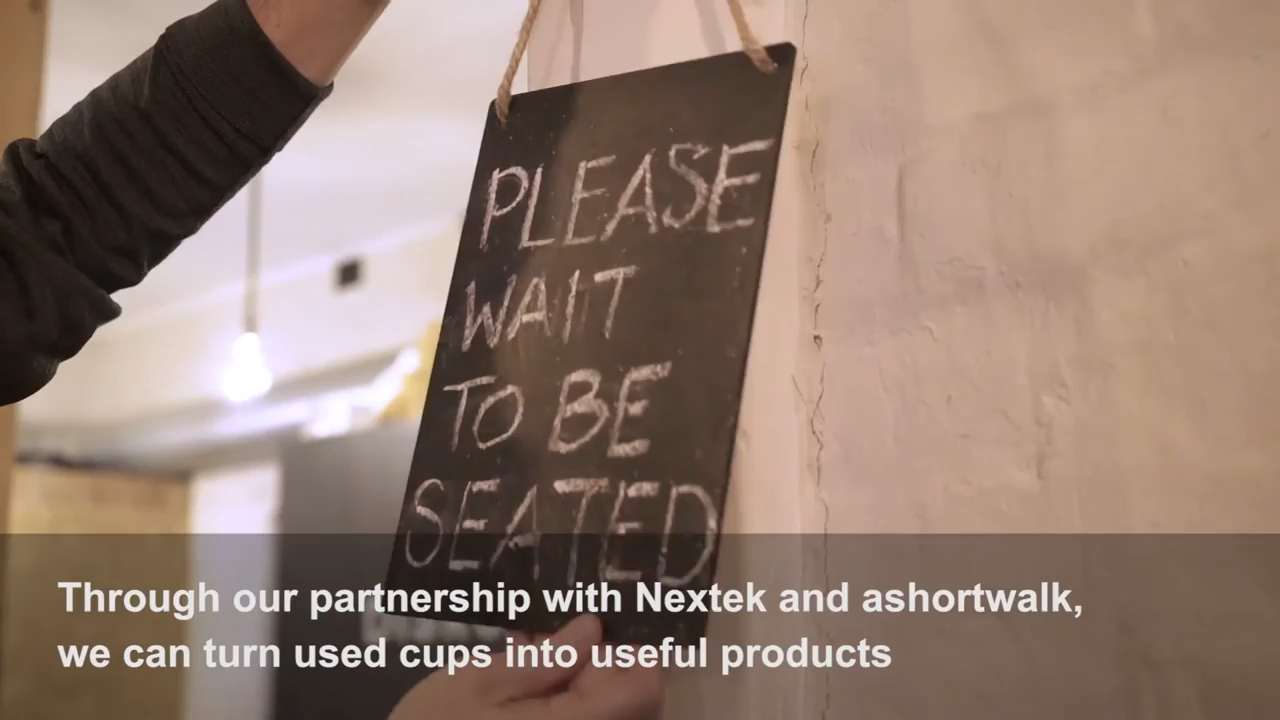 PLEASE
WAIT
TO BE
SEATED
Through our partnership with Nextek and ashortwalk,
we can turn used cups into useful products